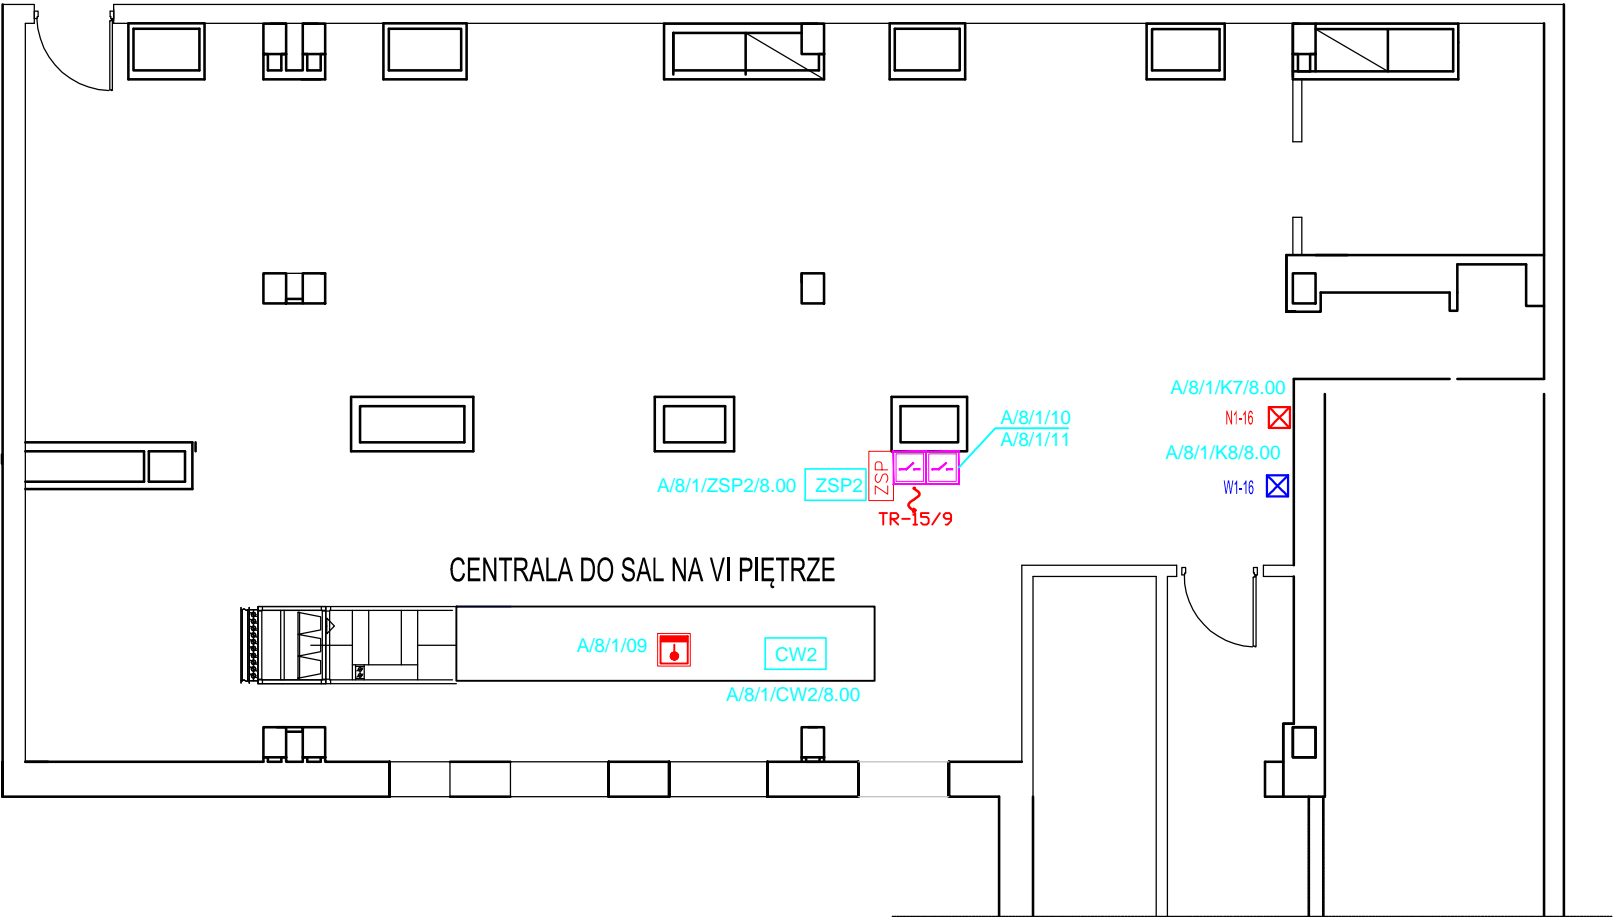 A/8/1/K7/8.00
N1-16
A/8/1/10
A/8/1/11
A/8/1/K8/8.00
W1-16
A/8/1/ZSP2/8.00
ZSP2
ZSP
TR-15/9
CENTRALA DO SAL NA VI PIĘTRZE
A/8/1/09
CW2
A/8/1/CW2/8.00